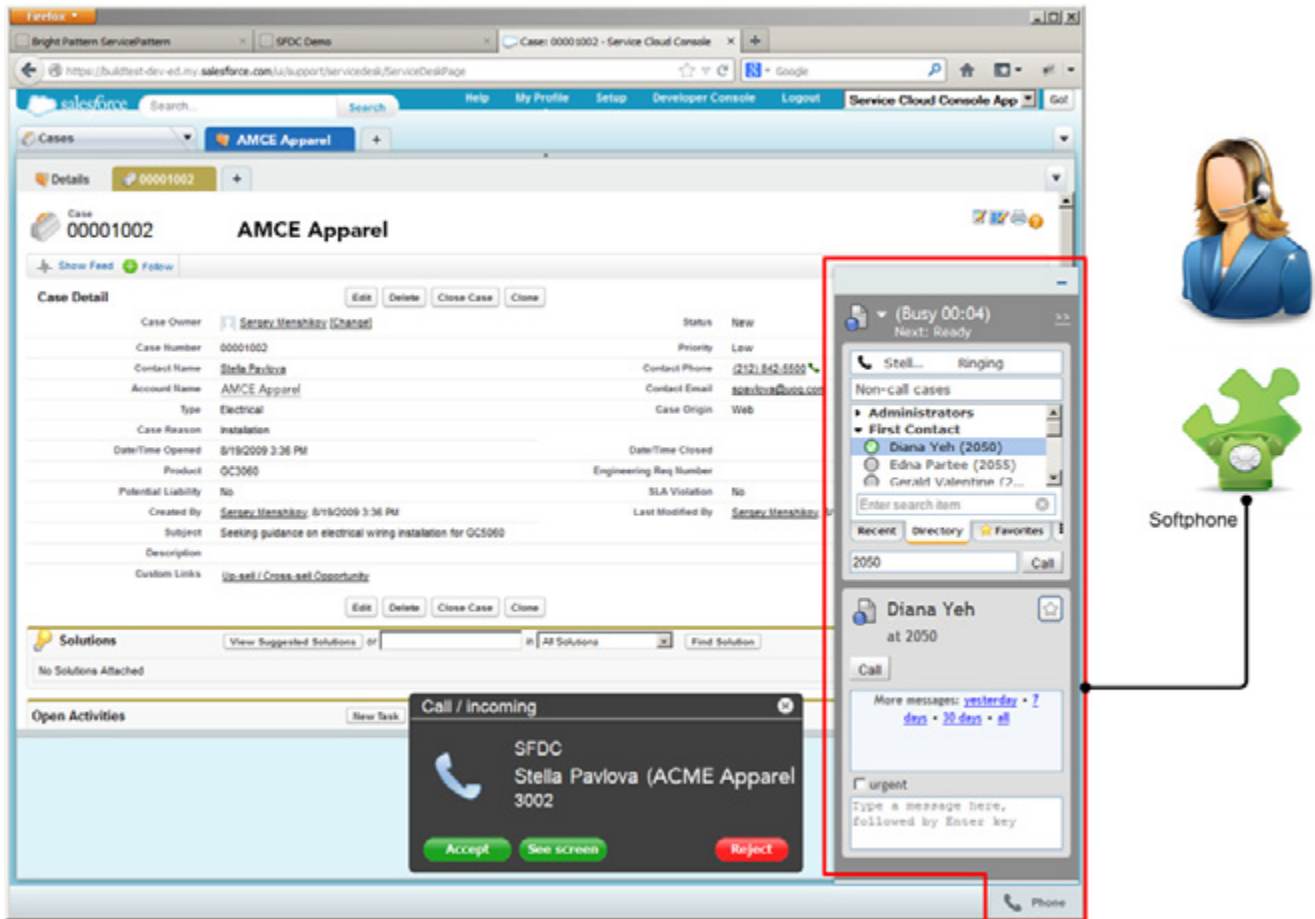 Firefox
Bright Pattern ServicePattern
SFDC Demo
Case: 00001002 - Service Cloud Console
https://buildtest-dev-ed.my.salesforce.com/ui/support/servicedesk/ServiceDeskPage
Google
salesforce
Search...
Search
Help
My Profile
Setup
Developer Console
Logout
Service Cloud Console App
Go!
Cases
AMCE Apparel
Details
00001002
Case
00001002
AMCE Apparel
Show Feed
Follow
Case Detail
Edit
Delete
Close Case
Clone
Case Owner
Sergey Menshikov [Change]
Status
New
Case Number
00001002
Priority
Low
Contact Name
Stella Pavlova
Contact Phone
(212) 842-5500
Account Name
AMCE Apparel
Contact Email
spavlova@uog.com
Type
Electrical
Case Origin
Web
Case Reason
Installation
Date/Time Opened
8/19/2009 3:36 PM
Date/Time Closed
Product
GC3060
Engineering Req Number
Potential Liability
No
SLA Violation
No
Created By
Sergey Menshikov, 8/19/2009 3:36 PM
Last Modified By
Sergey Menshikov,
Subject
Seeking guidance on electrical wiring installation for GC5060
Description
Custom Links
Up-sell / Cross-sell Opportunity
Edit
Delete
Close Case
Clone
Solutions
View Suggested Solutions
or
in
All Solutions
Find Solution
No Solutions Attached
Open Activities
New Task
Call / incoming
SFDC
Stella Pavlova (ACME Apparel
3002
Accept
See screen
Reject
(Busy 00:04)
Next: Ready
>>
Stell...
Ringing
Non-call cases
Administrators
First Contact
Diana Yeh (2050)
Edna Partee (2055)
Gerald Valentine (2...
Enter search item
Recent
Directory
Favorites
2050
Call
Diana Yeh
at 2050
Call
More messages: yesterday • 7
days • 30 days • all
urgent
Type a message here,
followed by Enter key
Phone
Softphone